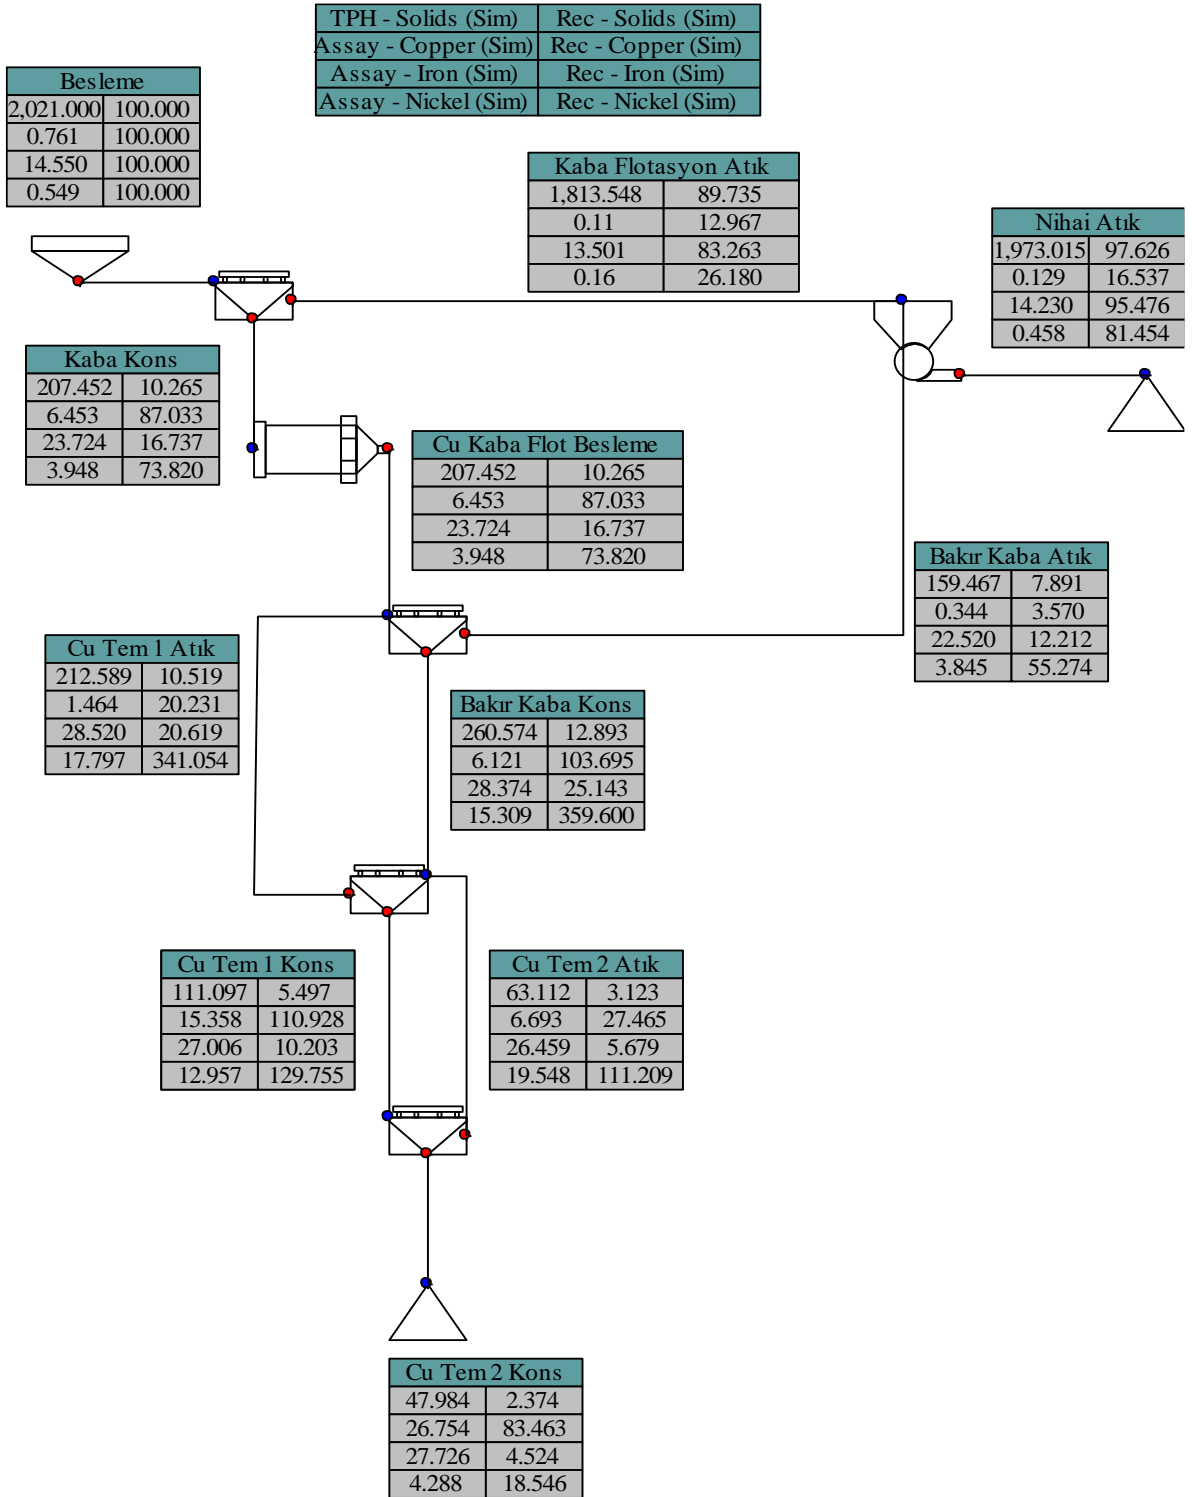 TPH - Solids (Sim) Rec - Solids (Sim)
Assay - Copper (Sim) Rec - Copper (Sim)
Assay - Iron (Sim) Rec - Iron (Sim)
Assay - Nickel (Sim) Rec - Nickel (Sim)
Besleme
2,021.000 100.000
0.761 100.000
14.550 100.000
0.549 100.000
Kaba Flotasyon Atık
1,813.548 89.735
0.11 12.967
13.501 83.263
0.16 26.180
Nihai Atık
1,973.015 97.626
0.129 16.537
14.230 95.476
0.458 81.454
Kaba Kons
207.452 10.265
6.453 87.033
23.724 16.737
3.948 73.820
Cu Kaba Flot Besleme
207.452 10.265
6.453 87.033
23.724 16.737
3.948 73.820
Bakır Kaba Atık
159.467 7.891
0.344 3.570
22.520 12.212
3.845 55.274
Cu Tem 1 Atık
212.589 10.519
1.464 20.231
28.520 20.619
17.797 341.054
Bakır Kaba Kons
260.574 12.893
6.121 103.695
28.374 25.143
15.309 359.600
Cu Tem 1 Kons
111.097 5.497
15.358 110.928
27.006 10.203
12.957 129.755
Cu Tem 2 Atık
63.112 3.123
6.693 27.465
26.459 5.679
19.548 111.209
Cu Tem 2 Kons
47.984 2.374
26.754 83.463
27.726 4.524
4.288 18.546